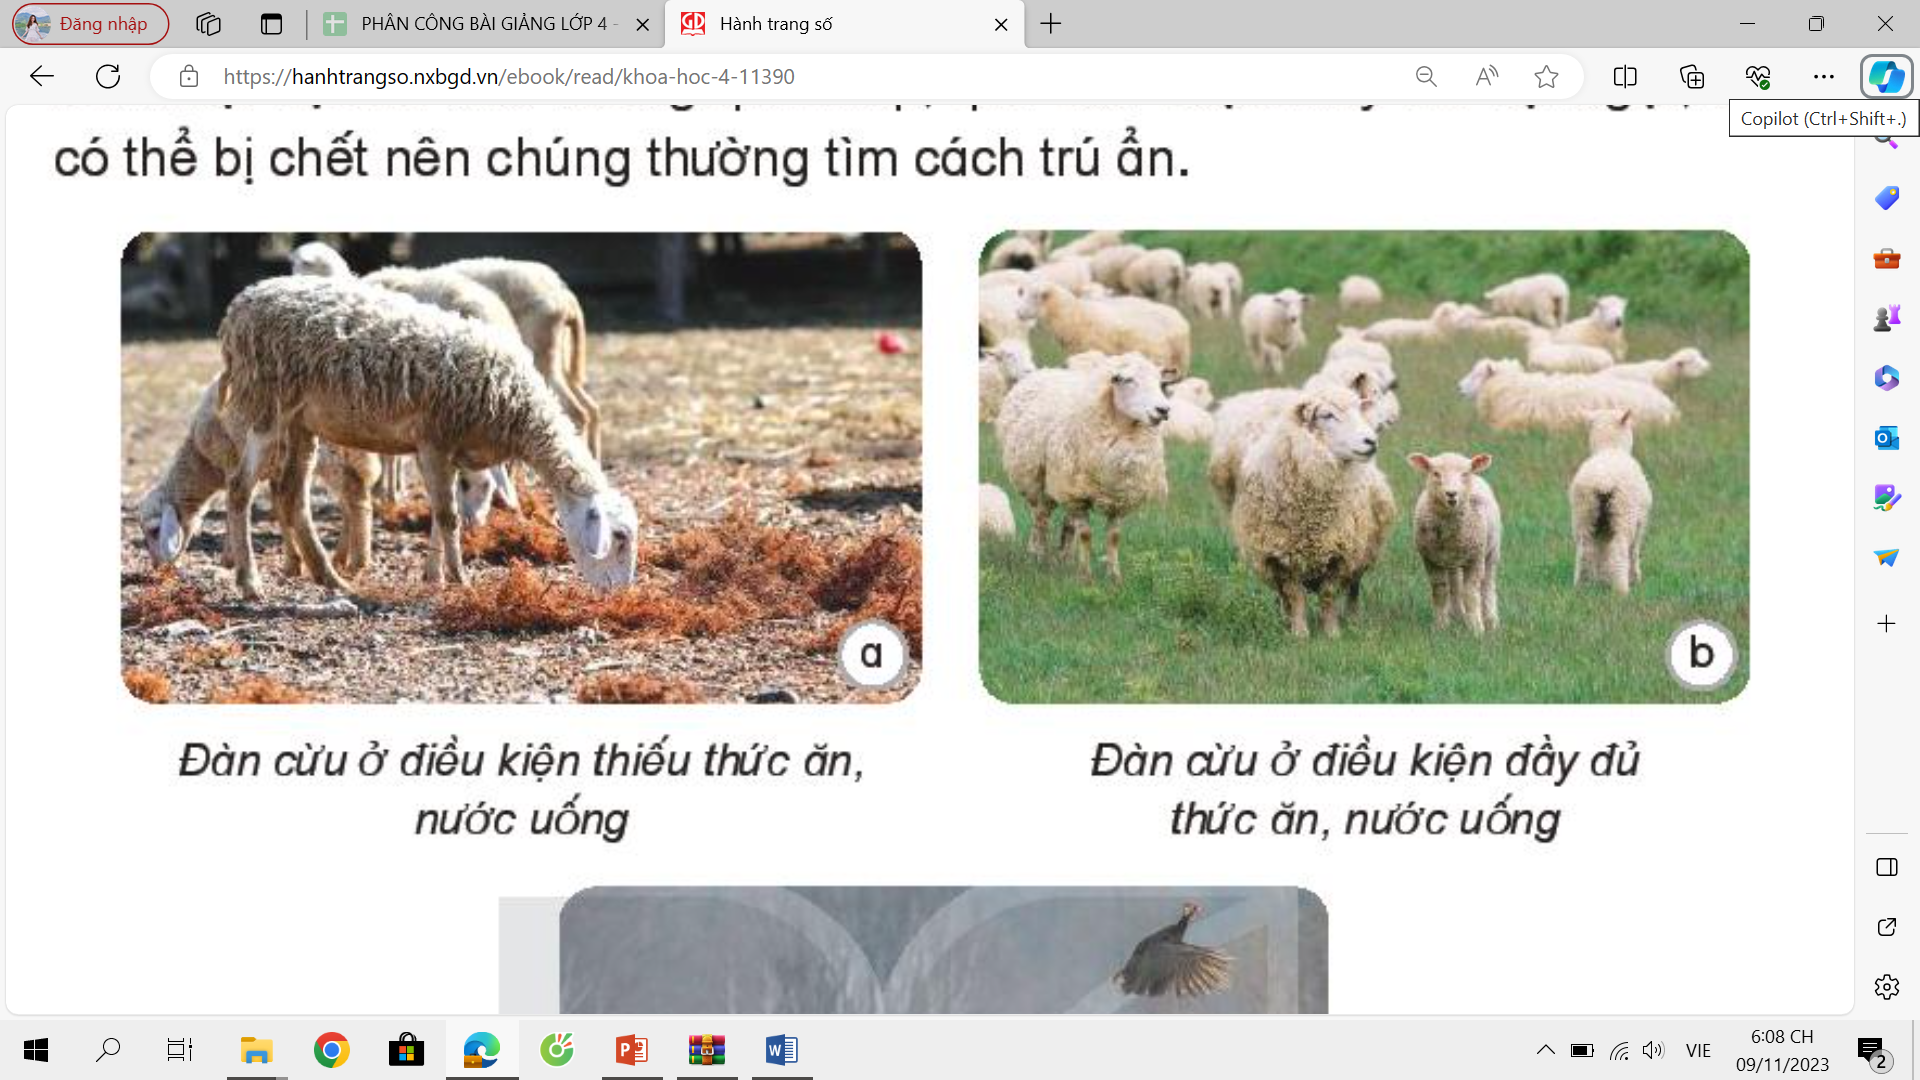 Đăng nhập
PHÂN CÔNG BÀI GIẢNG LỚP 4 -
Hành trang số
https://hanhtrangso.nxbgd.vn/ebook/read/khoa-hoc-4-11390
Copilot (Ctrl+Shift+.)
có thể bị chết nên chúng thường tìm cách trú ẩn.
a
b
Đàn cừu ở điều kiện thiếu thức ăn,
nước uống
Đàn cừu ở điều kiện đầy đủ
thức ăn, nước uống
VIE
6:08 CH
09/11/2023
2